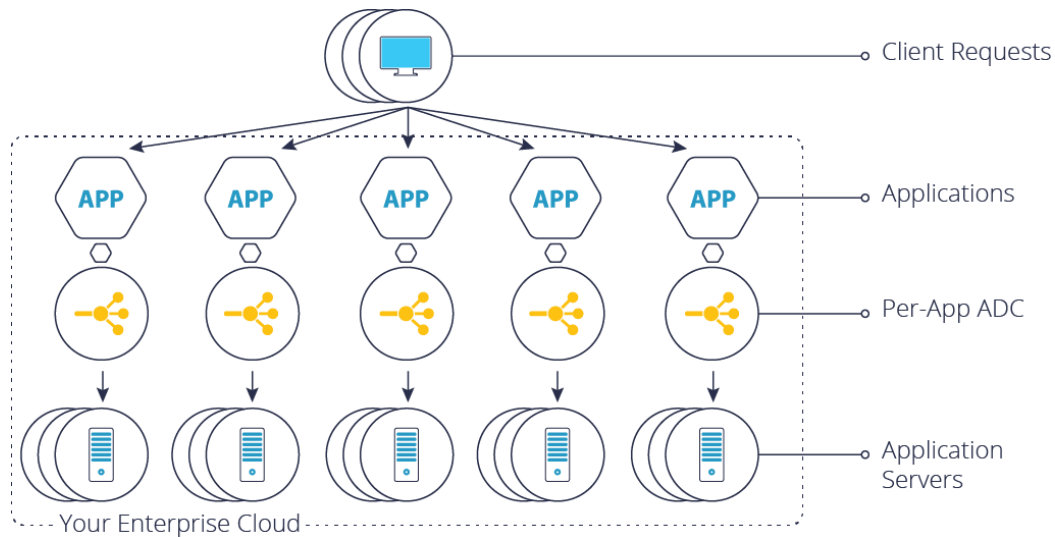 Client Requests
APP APP APP APP APP
Applications
Per-App ADC
Application
Servers
Your Enterprise Cloud